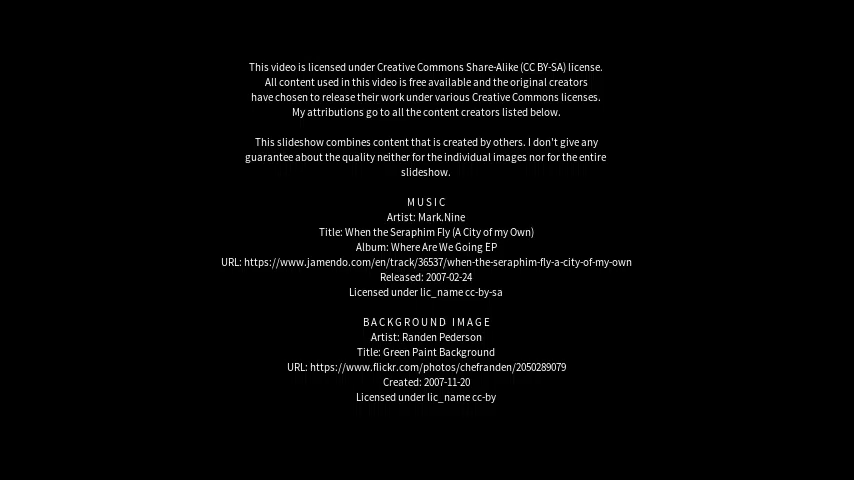 This video is licensed under Creative Commons Share-Alike (CC BY-SA) license.
All content used in this video is free available and the original creators
have chosen to release their work under various Creative Commons licenses.
My attributions go to all the content creators listed below.
This slideshow combines content that is created by others. I don't give any
guarantee about the quality neither for the individual images nor for the entire
slideshow.
MUSIC
Artist: Mark.Nine
Title: When the Seraphim Fly (A City of my Own)
Album: Where Are We Going EP
URL: https://www.jamendo.com/en/track/36537/when-the-seraphim-fly-a-city-of-my-own
Released: 2007-02-24
Licensed under lic_name cc-by-sa
BACKGROUND IMAGE
Artist: Randen Pederson
Title: Green Paint Background
URL: https://www.flickr.com/photos/chefranden/2050289079
Created: 2007-11-20
Licensed under lic_name cc-by